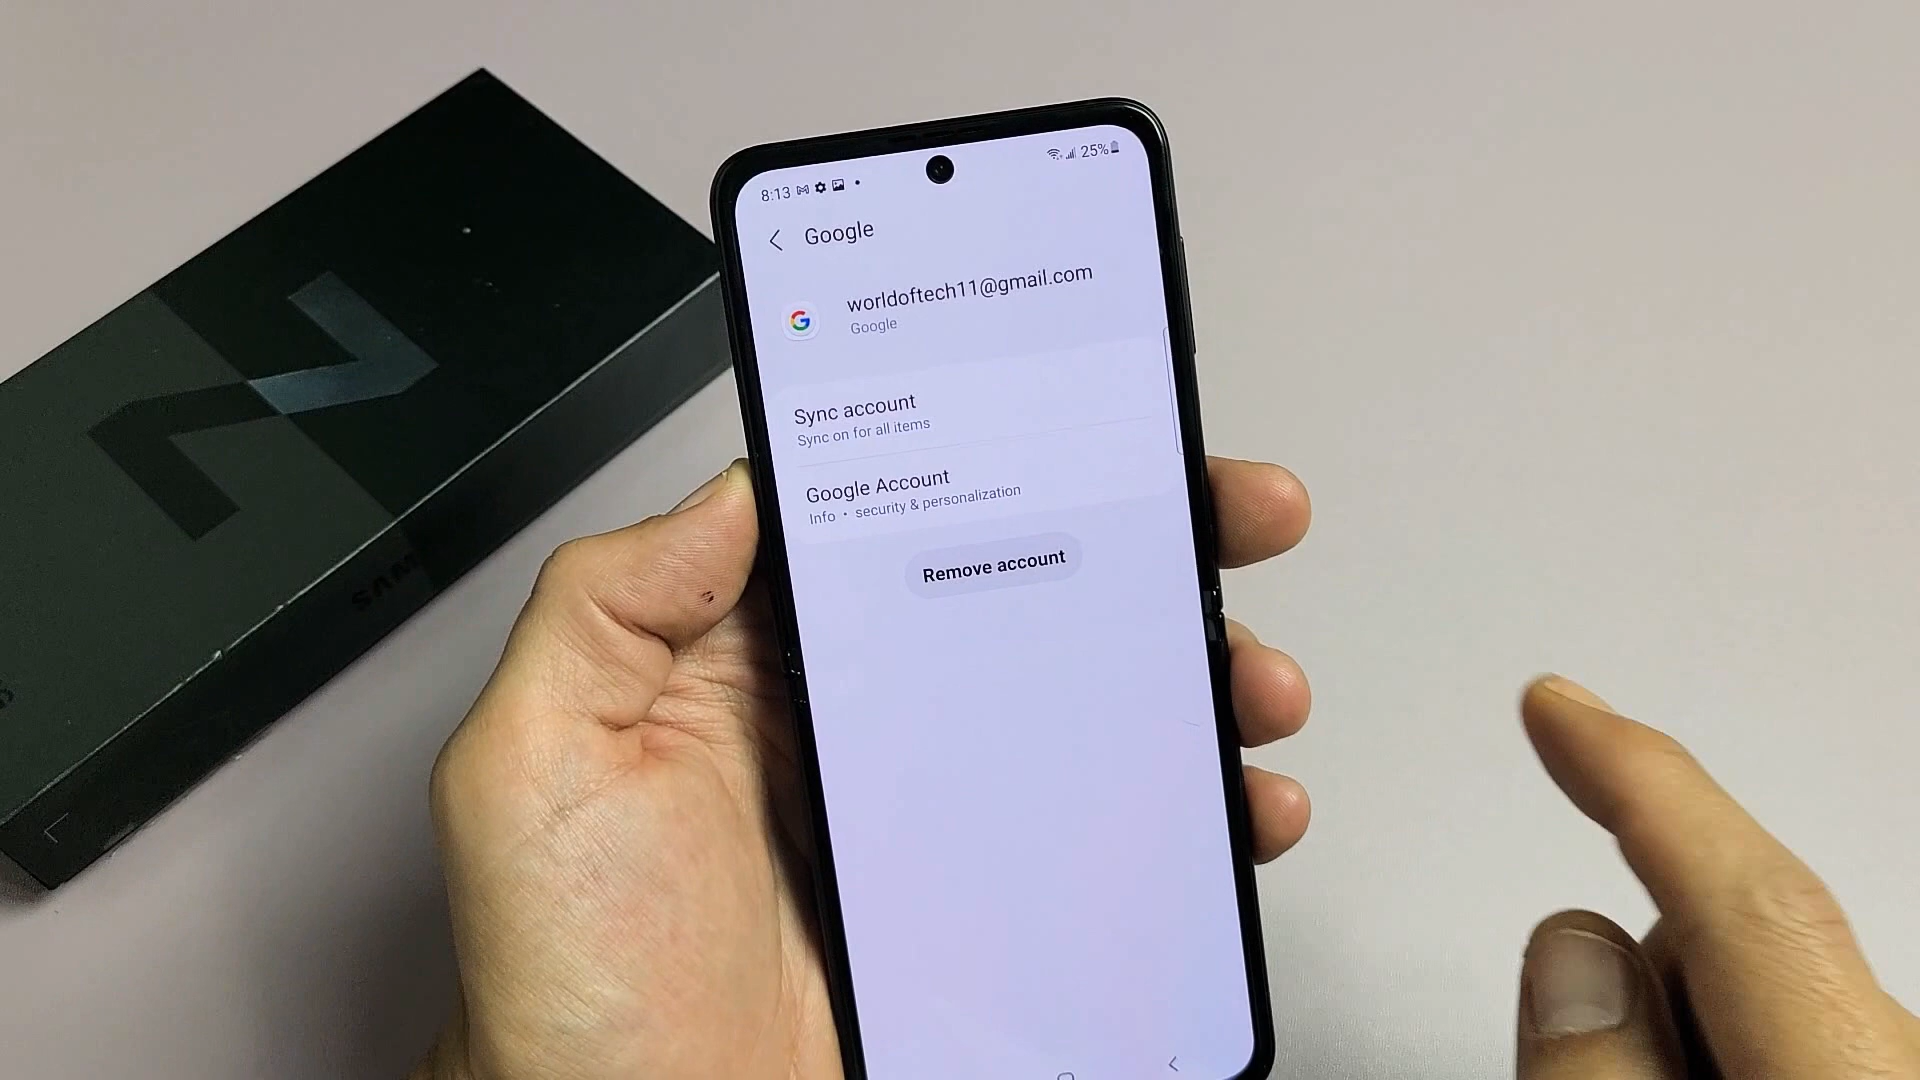 8:13
25%
Google
worldoftech11@gmail.com
Google
Sync account
Sync on for all items
Google Account
Info • security & personalization
Remove account
SAM